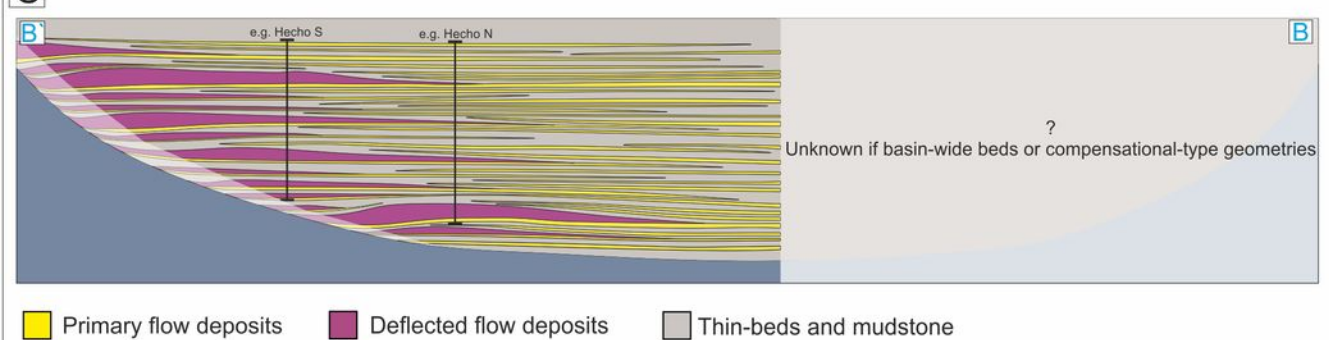 B`
e.g. Hecho S
e.g. Hecho N
B
?
Unknown if basin-wide beds or compensational-type geometries
Primary flow deposits
Deflected flow deposits
Thin-beds and mudstone